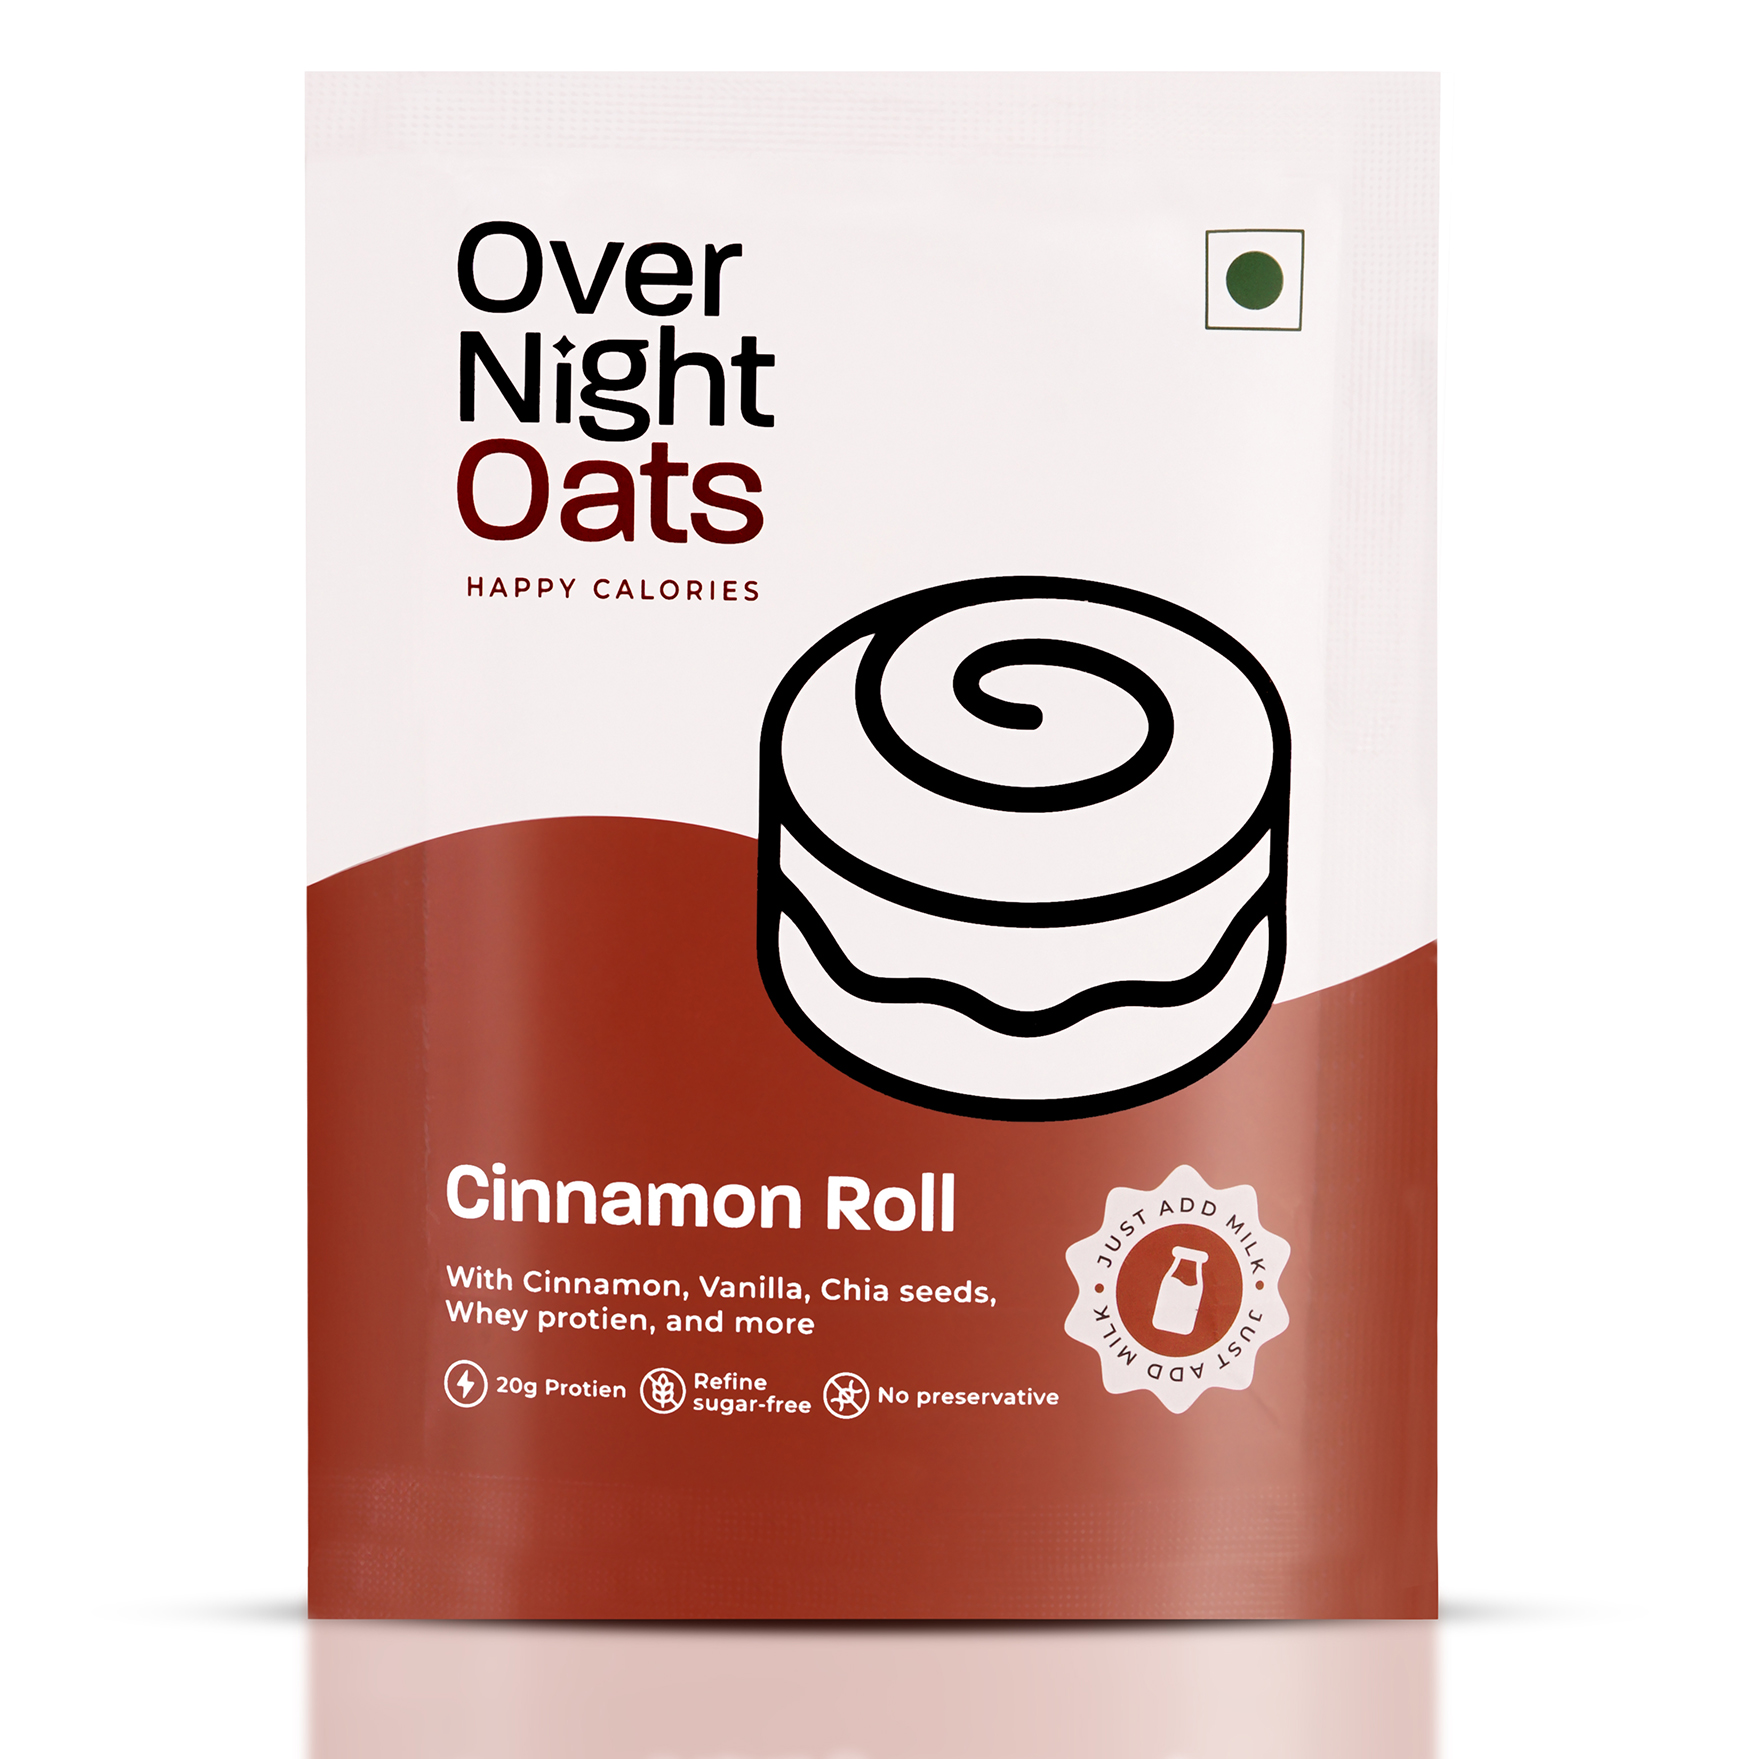 Over
Night
Oats
HAPPY CALORIES
Cinnamon Roll
With Cinnamon, Vanilla, Chia seeds,
Whey protien, and more
20g Protien
Refine
sugar-free
No preservative
JUST ADD MILK • JUST ADD MILK •